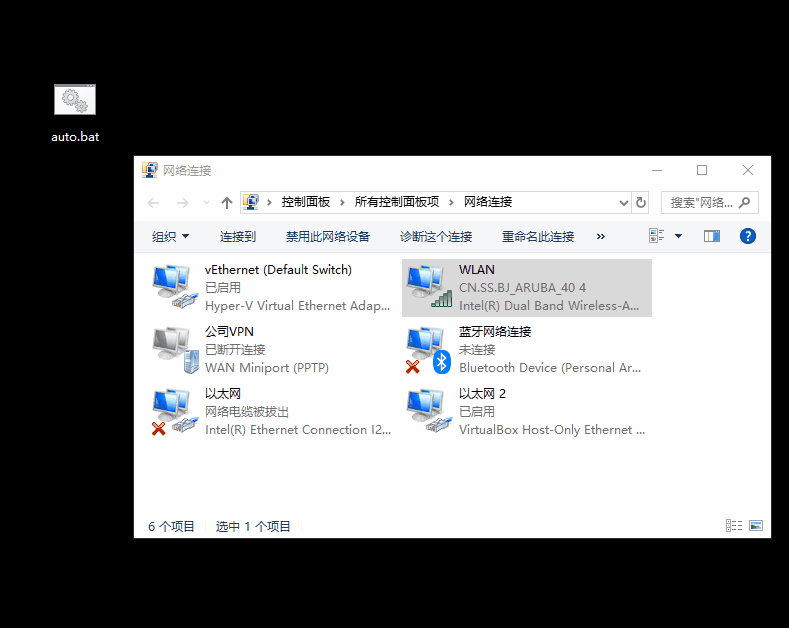 auto.bat
网络连接
控制面板 › 所有控制面板项 › 网络连接
搜索"网络...
组织 连接到 禁用此网络设备 诊断这个连接 重命名此连接 »
vEthernet (Default Switch)
已启用
Hyper-V Virtual Ethernet Adap...
WLAN
CN.SS.BJ_ARUBA_40 4
Intel(R) Dual Band Wireless-A...
公司VPN
已断开连接
WAN Miniport (PPTP)
蓝牙网络连接
未连接
Bluetooth Device (Personal Ar...
以太网
网络电缆被拔出
Intel(R) Ethernet Connection I2...
以太网 2
已启用
VirtualBox Host-Only Ethernet ...
6 个项目 选中 1 个项目